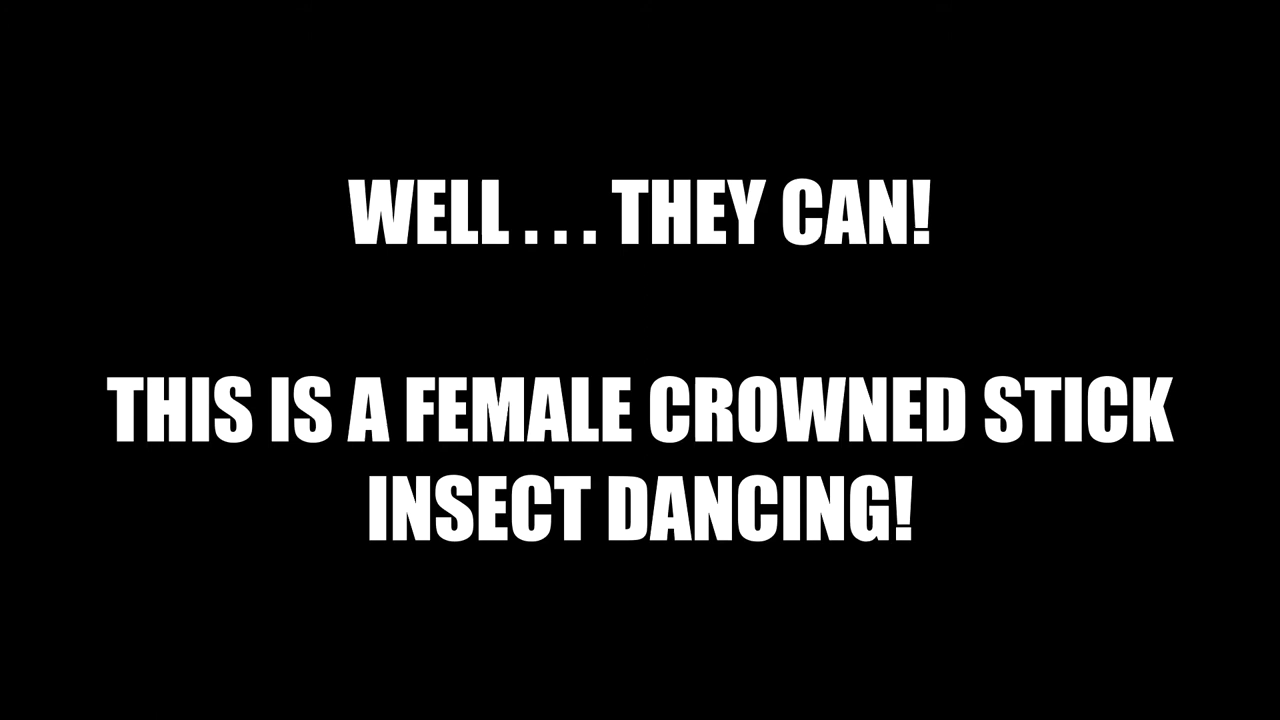 WELL . . . THEY CAN!
THIS IS A FEMALE CROWNED STICK
INSECT DANCING!